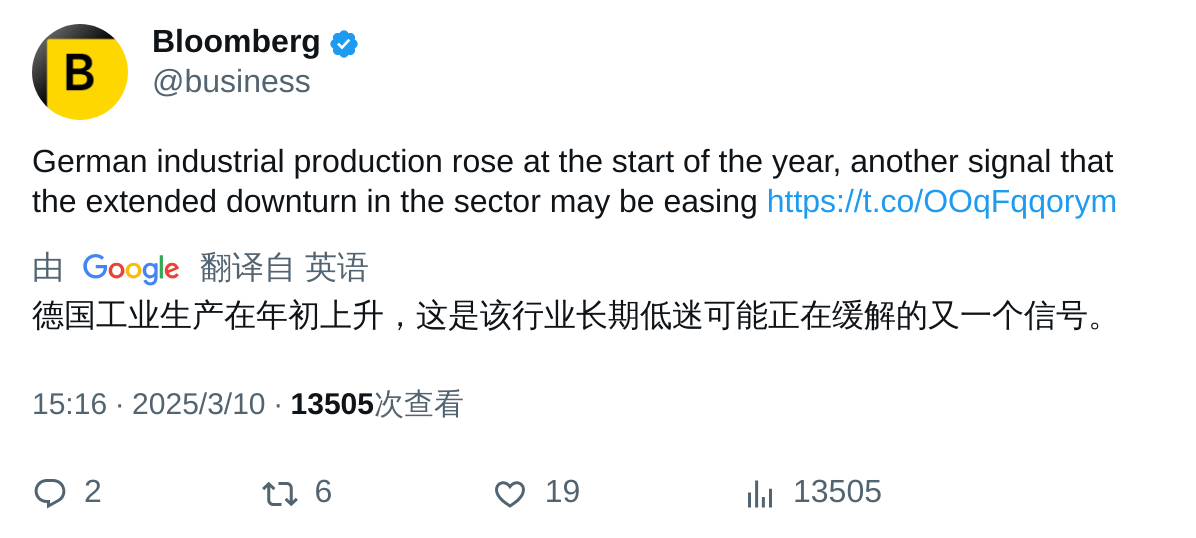 B
Bloomberg
@business
German industrial production rose at the start of the year, another signal that
the extended downturn in the sector may be easing https://t.co/OOqFqqorym
由 Google 翻译自 英语
德国工业生产在年初上升，这是该行业长期低迷可能正在缓解的又一个信号。
15:16 · 2025/3/10 · 13505次查看
2 6 19 13505